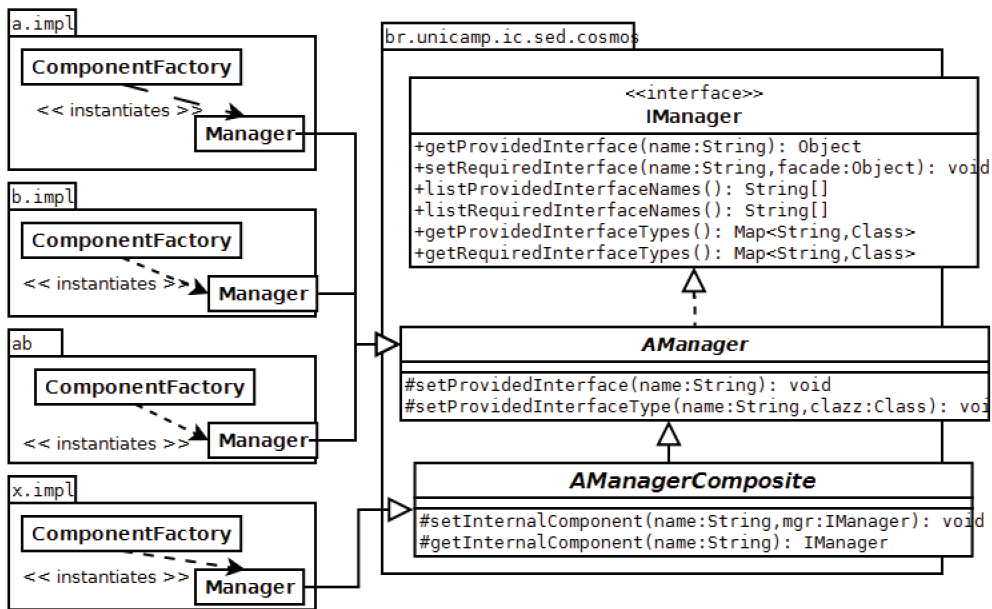 a.impl
ComponentFactory
<< instantiates >>
Manager
b.impl
ComponentFactory
<< instantiates >>
Manager
ab
ComponentFactory
<< instantiates >>
Manager
x.impl
ComponentFactory
<< instantiates >>
Manager
br.unicamp.ic.sed.cosmos
<<interface>>
IManager
+getProvidedInterface(name:String): Object
+setRequiredInterface(name:String,facade:Object): void
+listProvidedInterfaceNames(): String[]
+listRequiredInterfaceNames(): String[]
+getProvidedInterfaceTypes(): Map<String,Class>
+getRequiredInterfaceTypes(): Map<String,Class>
AManager
#setProvidedInterface(name:String): void
#setProvidedInterfaceType(name:String,clazz:Class): voi
AManagerComposite
#setInternalComponent(name:String,mgr:IManager): void
#getInternalComponent(name:String): IManager